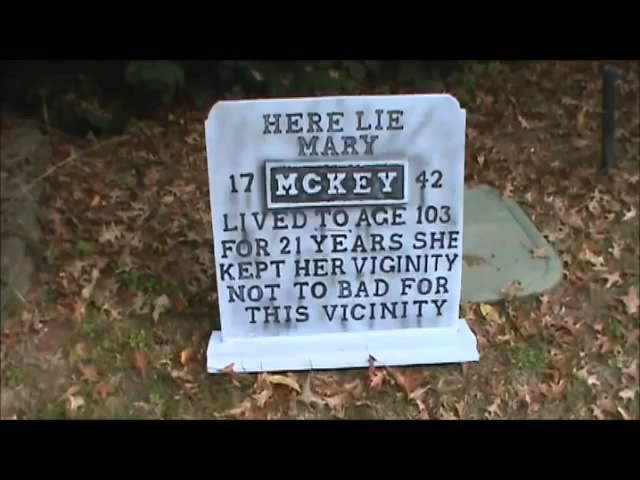 HERE LIE
MARY
17 MCKEY 42
LIVED TO AGE 103
FOR 21 YEARS SHE
KEPT HER VIGINITY
NOT TO BAD FOR
THIS VICINITY